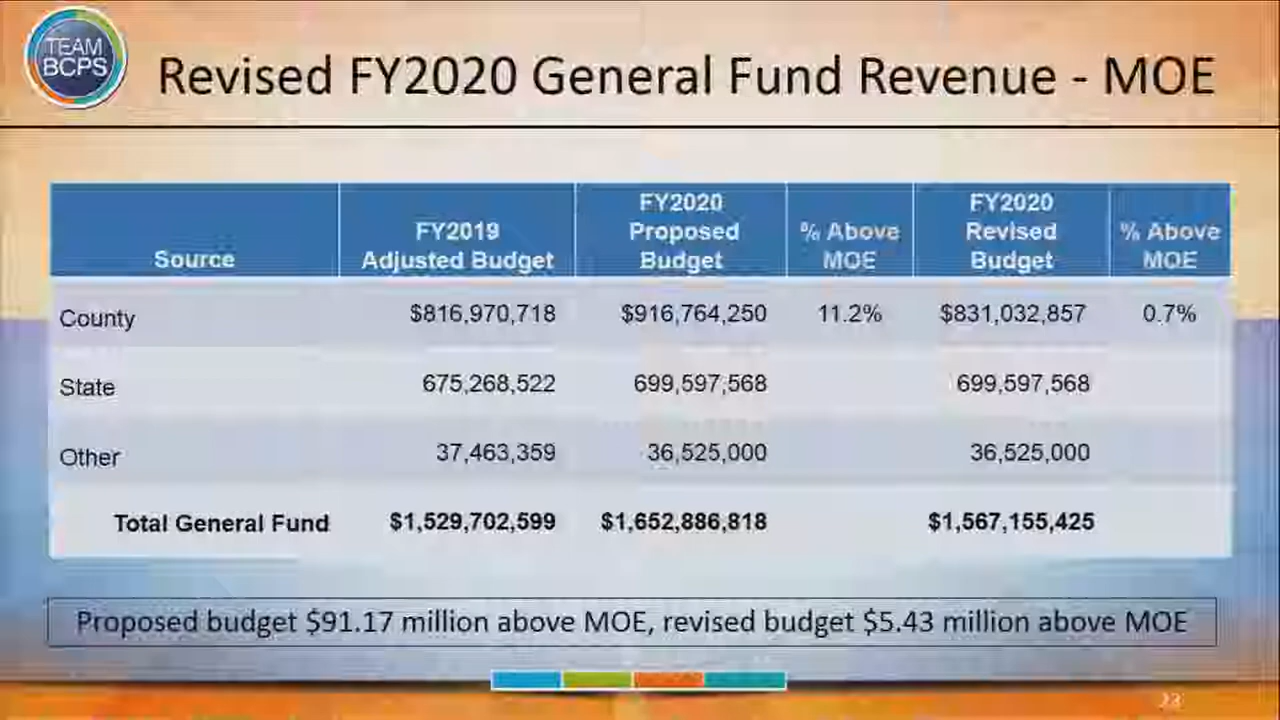 TEAM
BCPS
Revised FY2020 General Fund Revenue - MOE
Source FY2019 Adjusted Budget FY2020 Proposed Budget % Above MOE FY2020 Revised Budget % Above MOE
County $816,970,718 $916,764,250 11.2% $831,032,857 0.7%
State 675,268,522 699,597,568 699,597,568
Other 37,463,359 36,525,000 36,525,000
Total General Fund $1,529,702,599 $1,652,886,818 $1,567,155,425
Proposed budget $91.17 million above MOE, revised budget $5.43 million above MOE